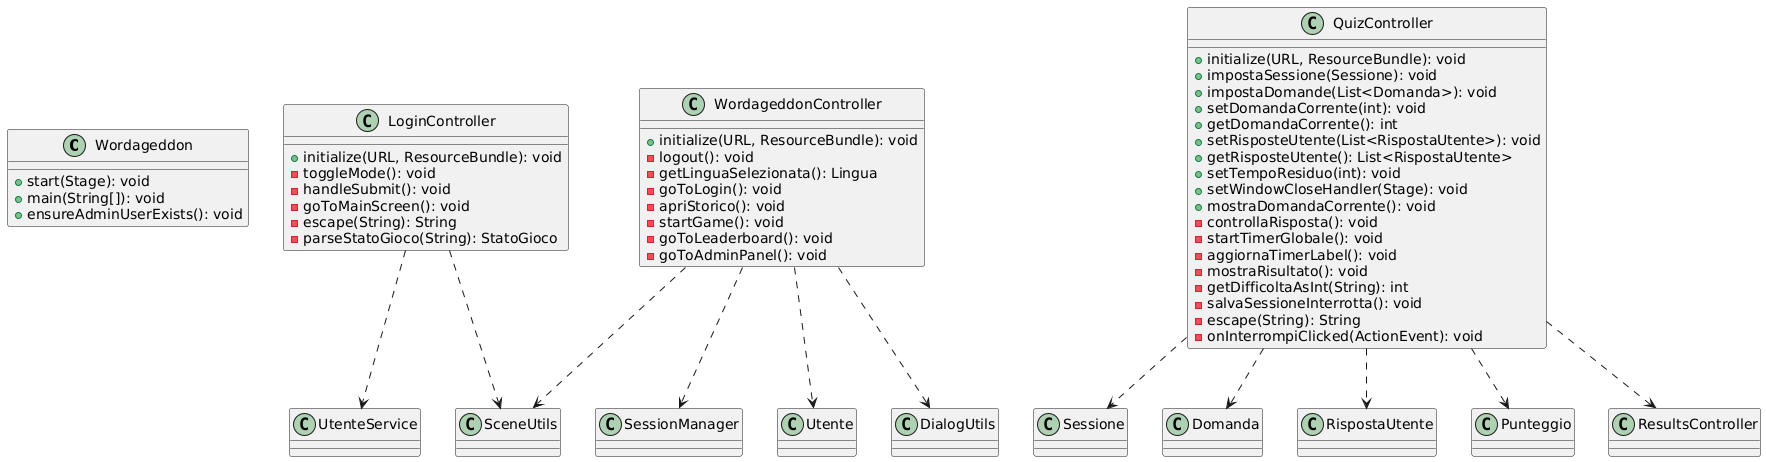 Wordageddon
start(Stage): void
main(String[]): void
ensureAdminUserExists(): void
LoginController
initialize(URL, ResourceBundle): void
toggleMode(): void
handleSubmit(): void
goToMainScreen(): void
escape(String): String
parseStatoGioco(String): StatoGioco
WordageddonController
initialize(URL, ResourceBundle): void
logout(): void
getLinguaSelezionata(): Lingua
goToLogin(): void
apriStorico(): void
startGame(): void
goToLeaderboard(): void
goToAdminPanel(): void
QuizController
initialize(URL, ResourceBundle): void
impostaSessione(Sessione): void
impostaDomande(List<Domanda>): void
setDomandaCorrente(int): void
getDomandaCorrente(): int
setRisposteUtente(List<RispostaUtente>): void
getRisposteUtente(): List<RispostaUtente>
setTempoResiduo(int): void
setWindowCloseHandler(Stage): void
mostraDomandaCorrente(): void
controllaRisposta(): void
startTimerGlobale(): void
aggiornaTimerLabel(): void
mostraRisultato(): void
getDifficoltaAsInt(String): int
salvaSessioneInterrotta(): void
escape(String): String
onInterrompiClicked(ActionEvent): void
UtenteService
SceneUtils
SessionManager
Utente
DialogUtils
Sessione
Domanda
RispostaUtente
Punteggio
ResultsController